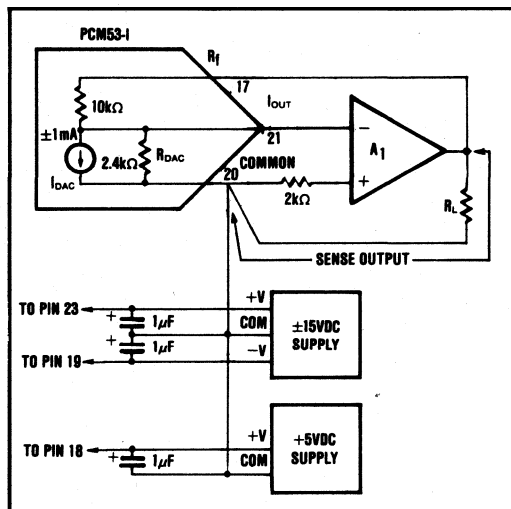 PCM53-I
Rf
17
10kΩ
IOUT
±1mA
21
− A1
2.4kΩ RDAC
COMMON
IDAC
20
+
2kΩ
RL
SENSE OUTPUT
TO PIN 23
+V
+ 1μF
COM
±15VDC
SUPPLY
+ 1μF
−V
TO PIN 19
TO PIN 18
+V
+5VDC
SUPPLY
+ 1μF
COM